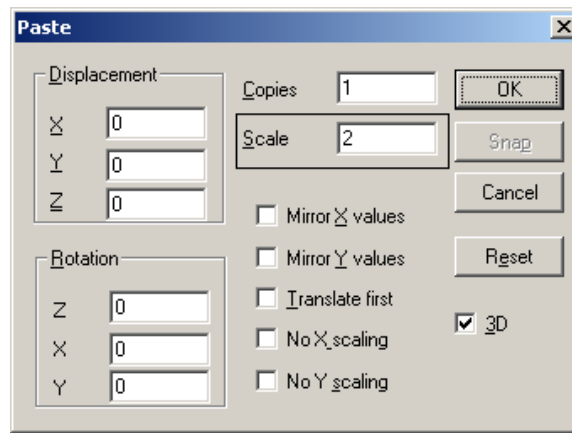 Paste
Displacement
X 0
Y 0
Z 0
Copies 1
Scale 2
OK
Snap
Cancel
Reset
Mirror X values
Mirror Y values
Translate first
No X scaling
No Y scaling
3D
Rotation
Z 0
X 0
Y 0